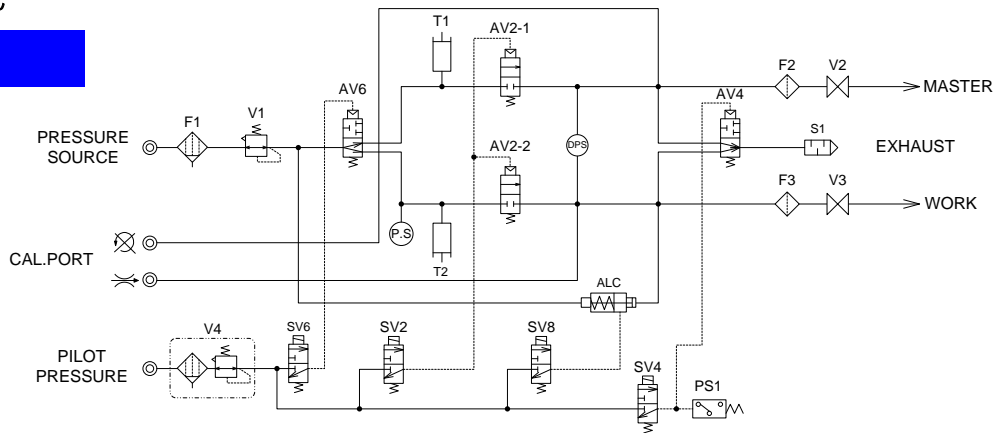 T1
AV2-1
F2
V2
AV6
AV4
MASTER
F1
V1
S1
PRESSURE
SOURCE
DPS
EXHAUST
AV2-2
F3
V3
WORK
P.S
T2
CAL.PORT
ALC
V4
SV6
SV2
SV8
PILOT
PRESSURE
SV4
PS1